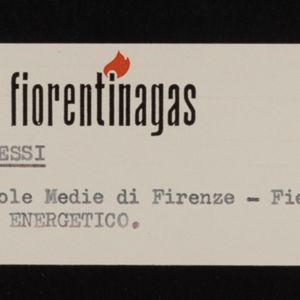 fiorentinagas
ESSI
ole Medie di Firenze - Fie
ENERGETICO.